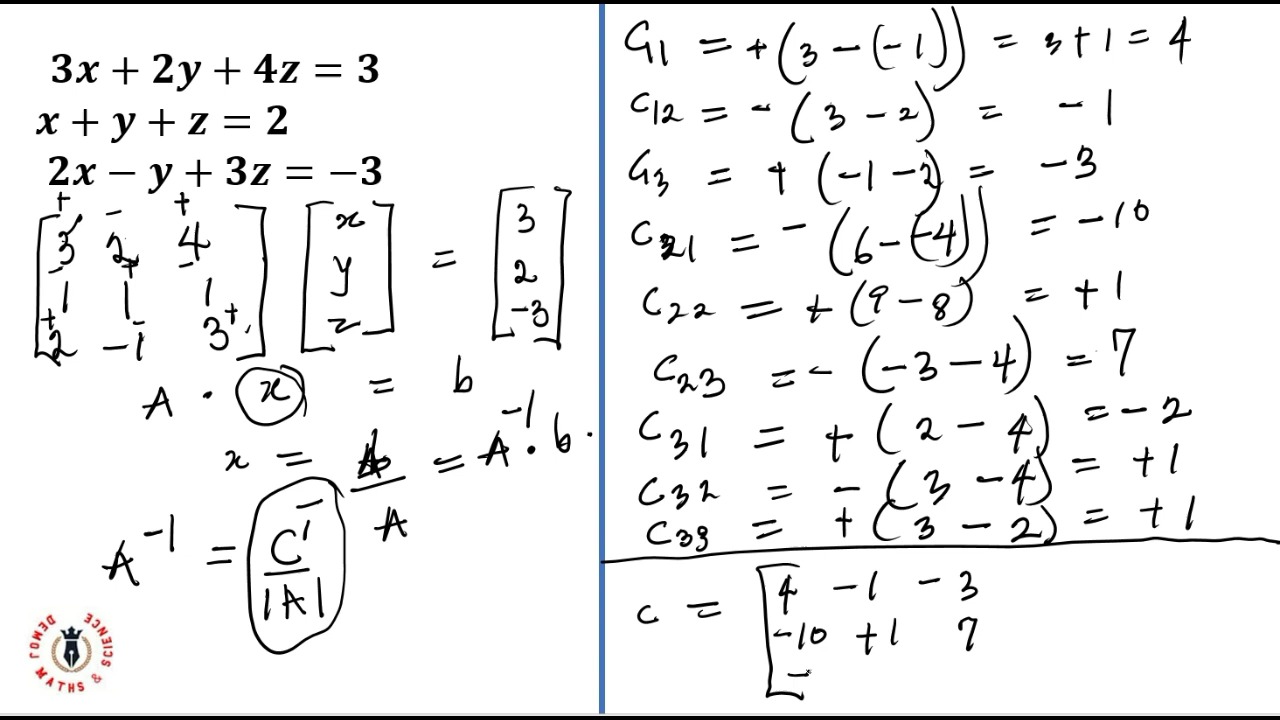 3x + 2y + 4z = 3
x + y + z = 2
2x − y + 3z = −3
+ − +
3 2 4
− + −
1 1 1
+ − +
2 −1 3
x
y
z
=
3
2
−3
A · x = b
x = b/A = A⁻¹ · b ·
A⁻¹ = C'/|A|
DEMOJ MATHS & SCIENCE
C11 = +(3 − (−1)) = 3 + 1 = 4
C12 = −(3 − 2) = −1
C13 = +(−1 − 2) = −3
C21 = −(6 − (−4)) = −10
C22 = +(9 − 8) = +1
C23 = −(−3 − 4) = 7
C31 = +(2 − 4) = −2
C32 = −(3 − 4) = +1
C33 = +(3 − 2) = +1
C =
4 −1 −3
−10 +1 7
−